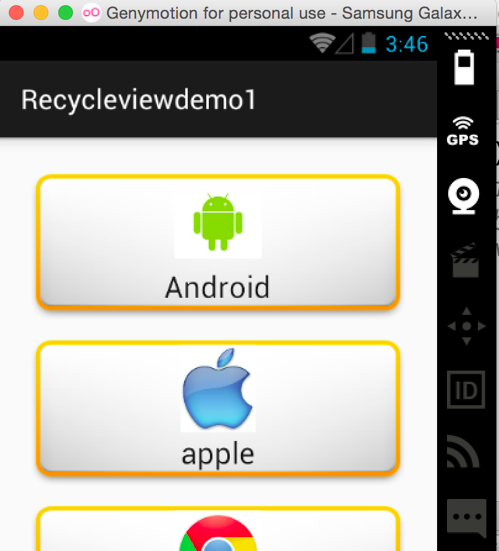 Genymotion for personal use - Samsung Galax...
3:46
Recycleviewdemo1
GPS
Android
apple
ID